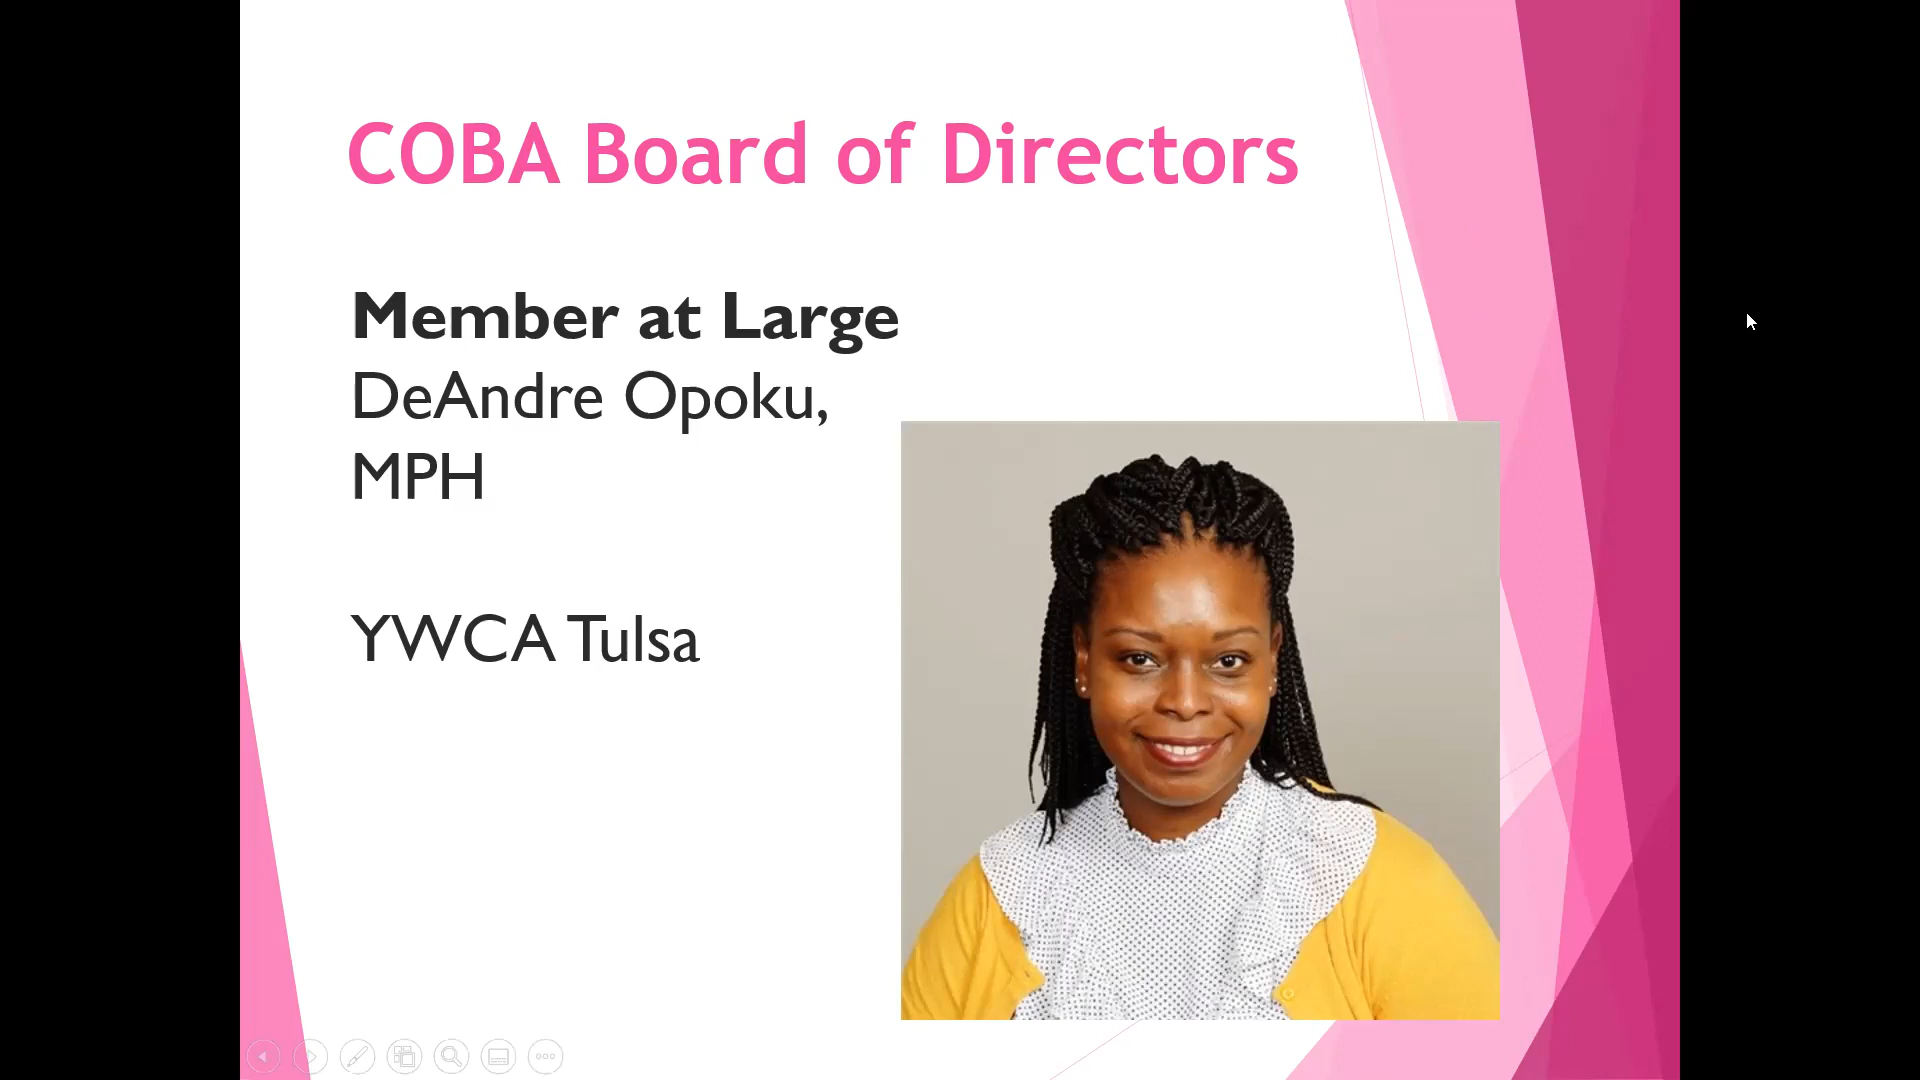 COBA Board of Directors
Member at Large
DeAndre Opoku,
MPH
YWCA Tulsa